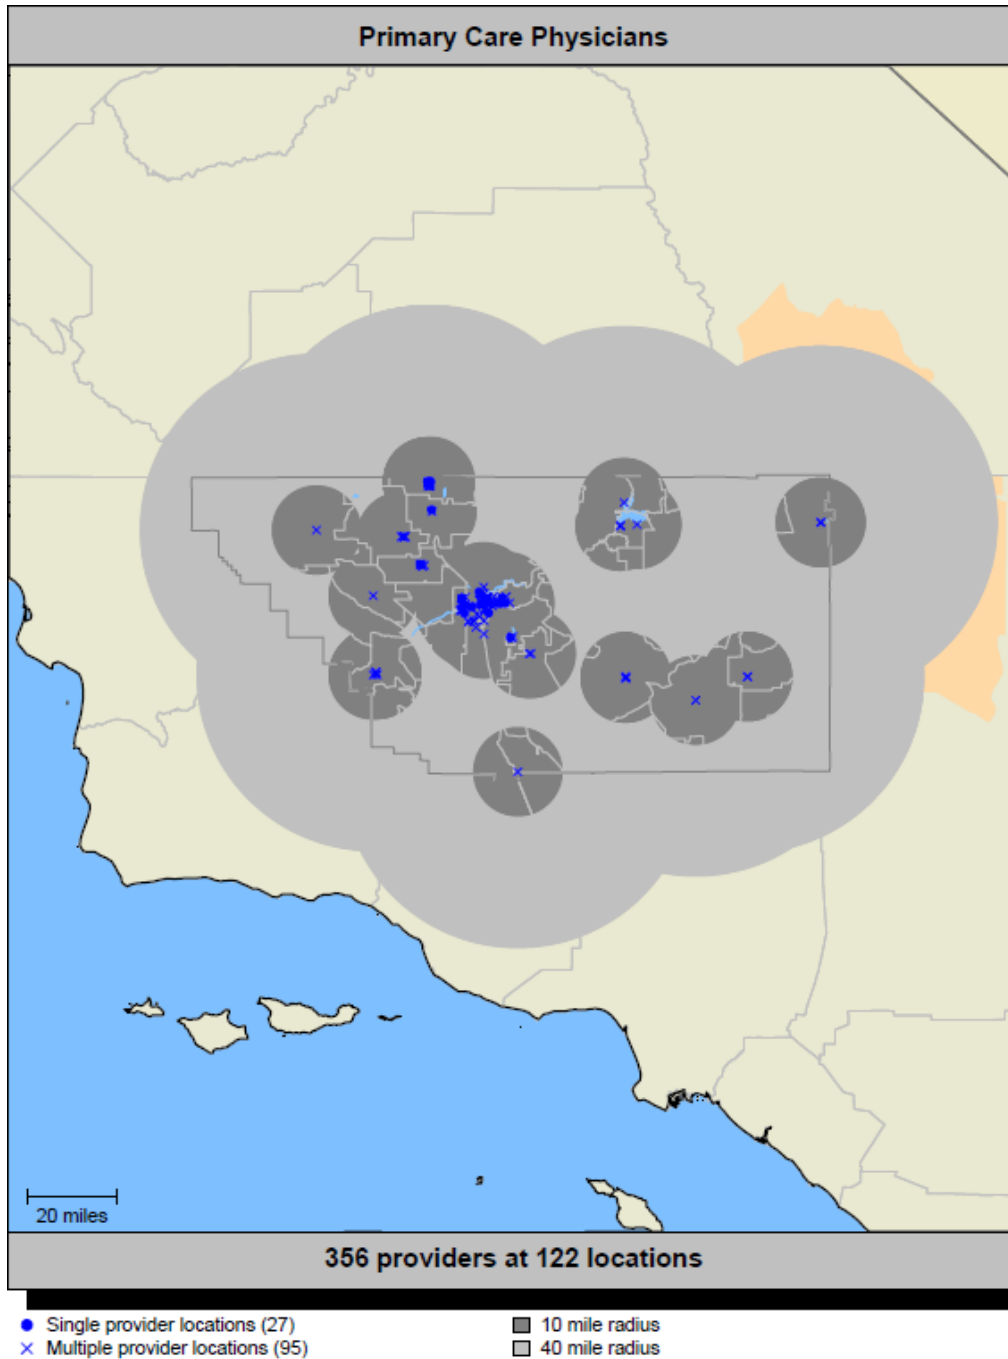 Primary Care Physicians
20 miles
356 providers at 122 locations
Single provider locations (27)
10 mile radius
Multiple provider locations (95)
40 mile radius